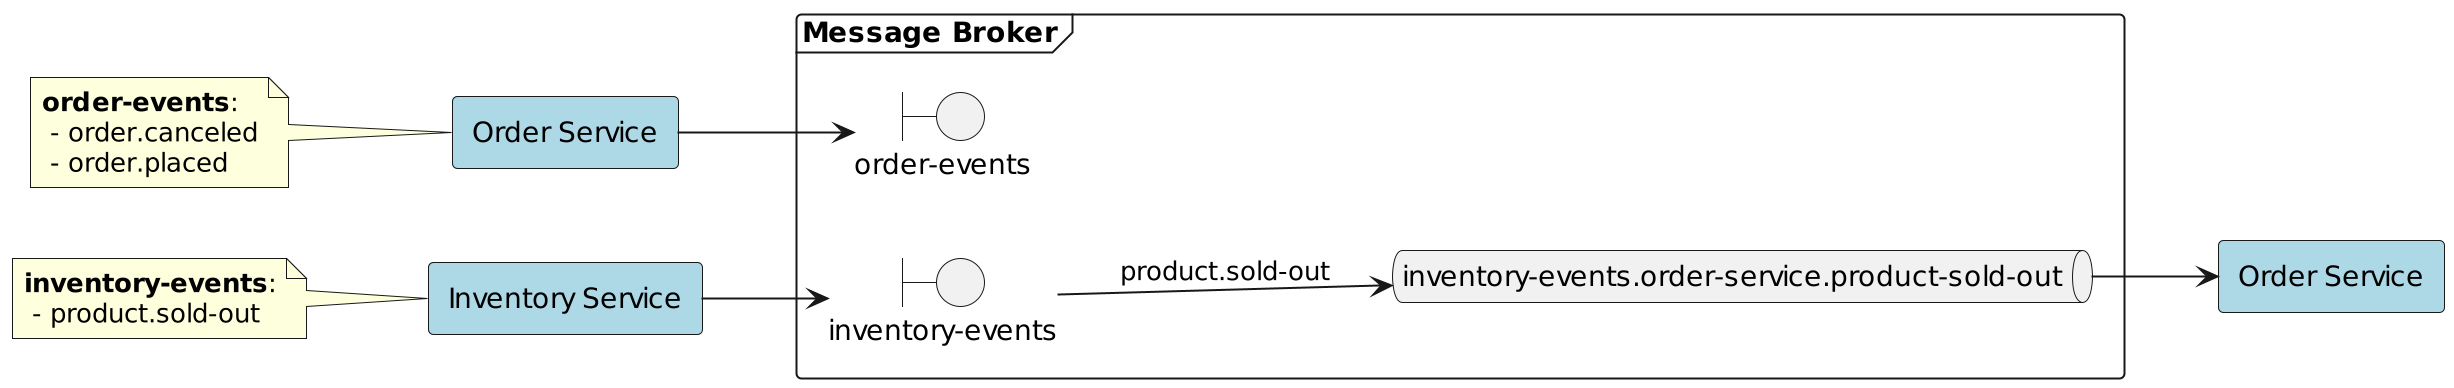 Message Broker
order-events:
- order.canceled
- order.placed
Order Service
order-events
inventory-events:
- product.sold-out
Inventory Service
inventory-events
product.sold-out
inventory-events.order-service.product-sold-out
Order Service